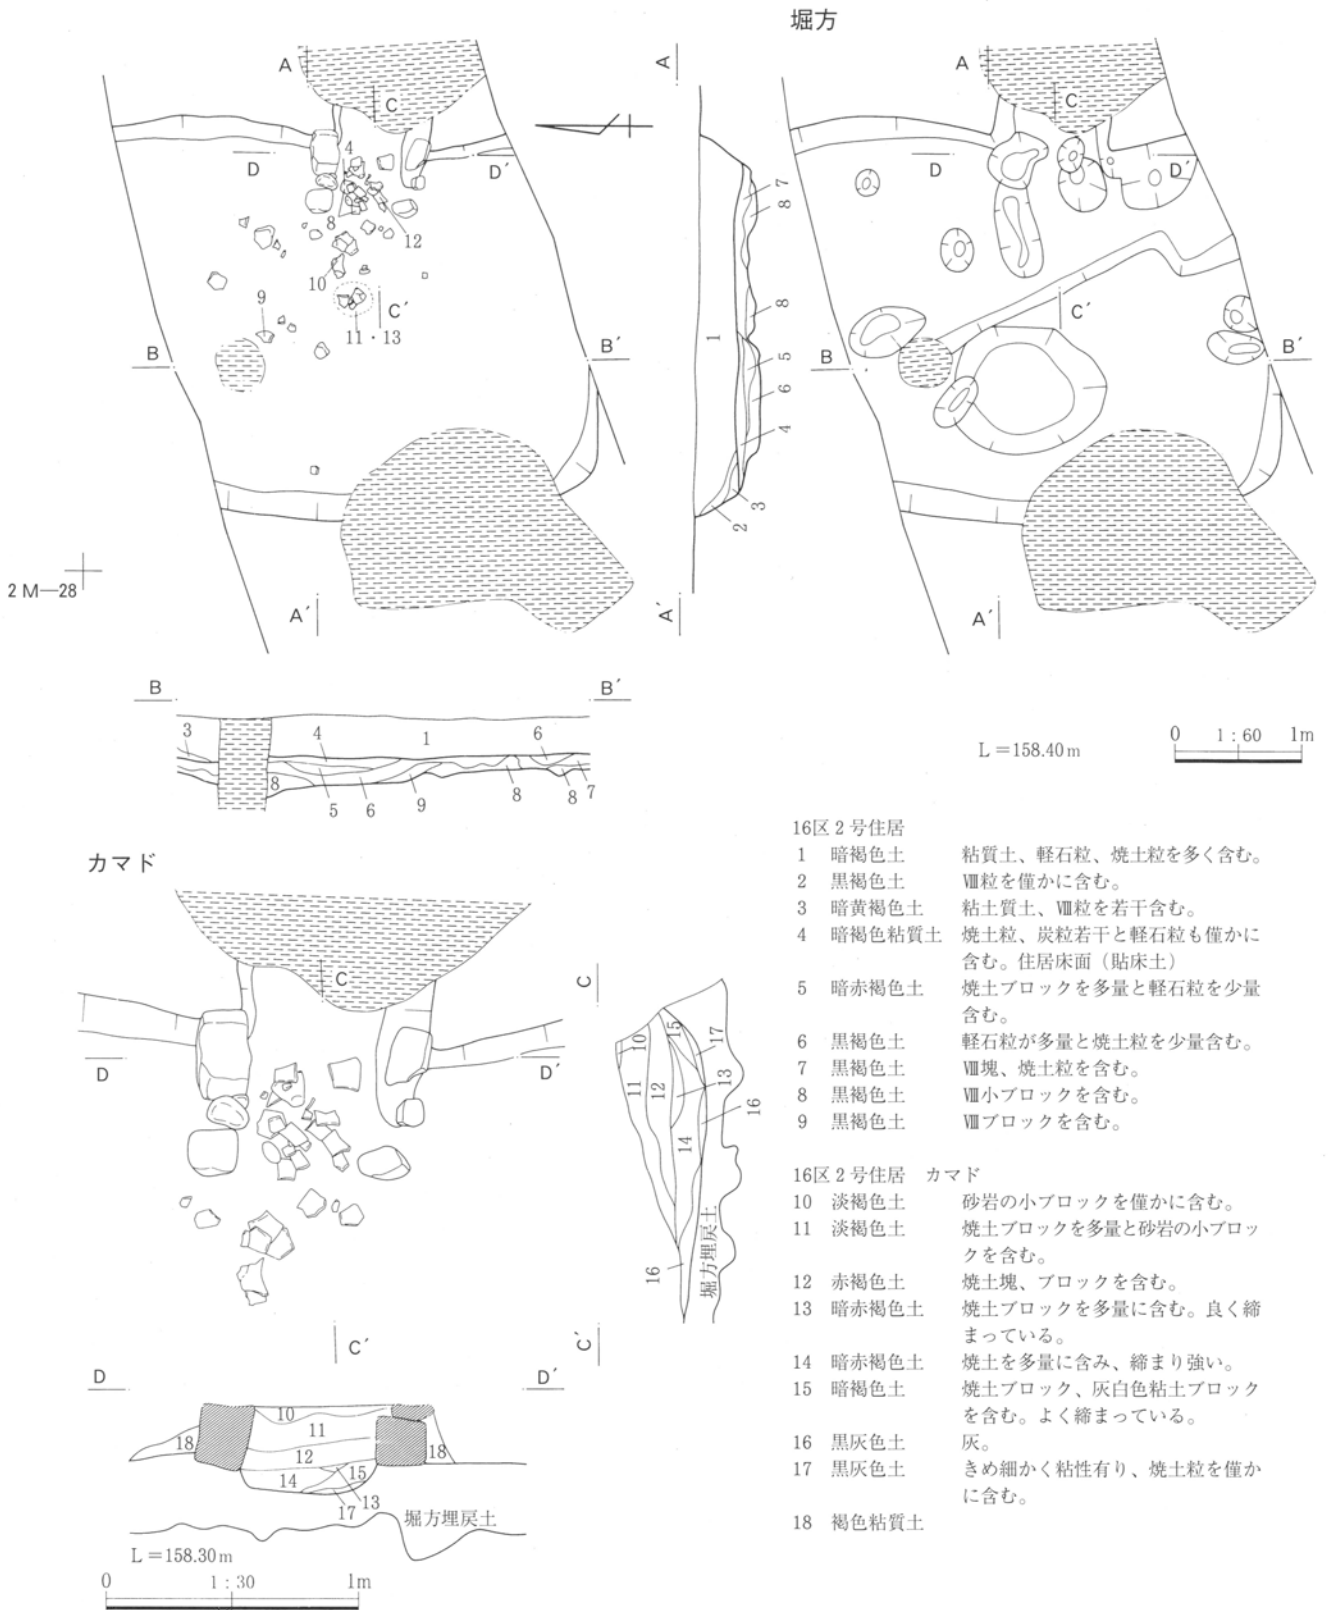 堀方
A
C
4
D
D´
8
12
10
9
C´
11・13
B
B´
2 M—28
A´
A
1
7
8
8
5
6
4
3
2
A´
A
C
D
D´
C´
B
B´
A´
B
B´
3
4
1
6
8
5
6
9
8
8
7
L＝158.40m
0 1：60 1m
カマド
C
D
D´
C´
C
10
11
12
15
17
13
16
14
16
堀方埋戻土
C´
D
D´
10
11
12
18
18
14
15
13
17
堀方埋戻土
L＝158.30m
0 1：30 1m
16区２号住居
1 暗褐色土 粘質土、軽石粒、焼土粒を多く含む。
2 黒褐色土 Ⅷ粒を僅かに含む。
3 暗黄褐色土 粘土質土、Ⅷ粒を若干含む。
4 暗褐色粘質土 焼土粒、炭粒若干と軽石粒も僅かに
含む。住居床面（貼床土）
5 暗赤褐色土 焼土ブロックを多量と軽石粒を少量
含む。
6 黒褐色土 軽石粒が多量と焼土粒を少量含む。
7 黒褐色土 Ⅷ塊、焼土粒を含む。
8 黒褐色土 Ⅷ小ブロックを含む。
9 黒褐色土 Ⅷブロックを含む。
16区２号住居 カマド
10 淡褐色土 砂岩の小ブロックを僅かに含む。
11 淡褐色土 焼土ブロックを多量と砂岩の小ブロッ
クを含む。
12 赤褐色土 焼土塊、ブロックを含む。
13 暗赤褐色土 焼土ブロックを多量に含む。良く締
まっている。
14 暗赤褐色土 焼土を多量に含み、締まり強い。
15 暗褐色土 焼土ブロック、灰白色粘土ブロック
を含む。よく締まっている。
16 黒灰色土 灰。
17 黒灰色土 きめ細かく粘性有り、焼土粒を僅か
に含む。
18 褐色粘質土